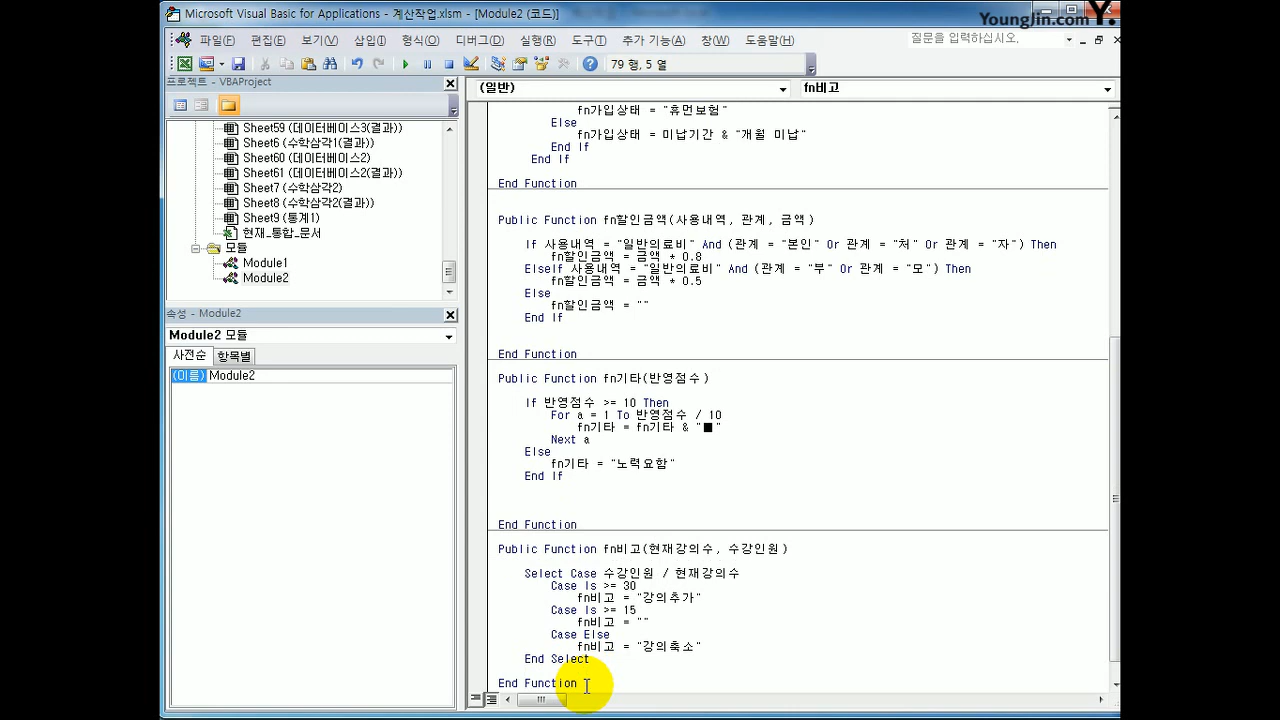 Microsoft Visual Basic for Applications - 계산작업.xlsm - [Module2 (코드)]
YoungJin.com Y.
파일(F) 편집(E) 보기(V) 삽입(I) 형식(O) 디버그(D) 실행(R) 도구(T) 추가 기능(A) 창(W) 도움말(H) 질문을 입력하십시오.
79 행, 5 열
프로젝트 - VBAProject
Sheet59 (데이터베이스3(결과))
Sheet6 (수학삼각1(결과))
Sheet60 (데이터베이스2)
Sheet61 (데이터베이스2(결과))
Sheet7 (수학삼각2)
Sheet8 (수학삼각2(결과))
Sheet9 (통계1)
현재_통합_문서
모듈
Module1
Module2
속성 - Module2
Module2 모듈
사전순 항목별
(이름) Module2
(일반) fn비고
fn가입상태 = "휴먼보험"
Else
fn가입상태 = 미납기간 & "개월 미납"
End If
End If
End Function
Public Function fn할인금액(사용내역, 관계, 금액)
If 사용내역 = "일반의료비" And (관계 = "본인" Or 관계 = "처" Or 관계 = "자") Then
fn할인금액 = 금액 * 0.8
ElseIf 사용내역 = "일반의료비" And (관계 = "부" Or 관계 = "모") Then
fn할인금액 = 금액 * 0.5
Else
fn할인금액 = ""
End If
End Function
Public Function fn기타(반영점수)
If 반영점수 >= 10 Then
For a = 1 To 반영점수 / 10
fn기타 = fn기타 & "■"
Next a
Else
fn기타 = "노력요함"
End If
End Function
Public Function fn비고(현재강의수, 수강인원)
Select Case 수강인원 / 현재강의수
Case Is >= 30
fn비고 = "강의추가"
Case Is >= 15
fn비고 = ""
Case Else
fn비고 = "강의축소"
End Select
End Function